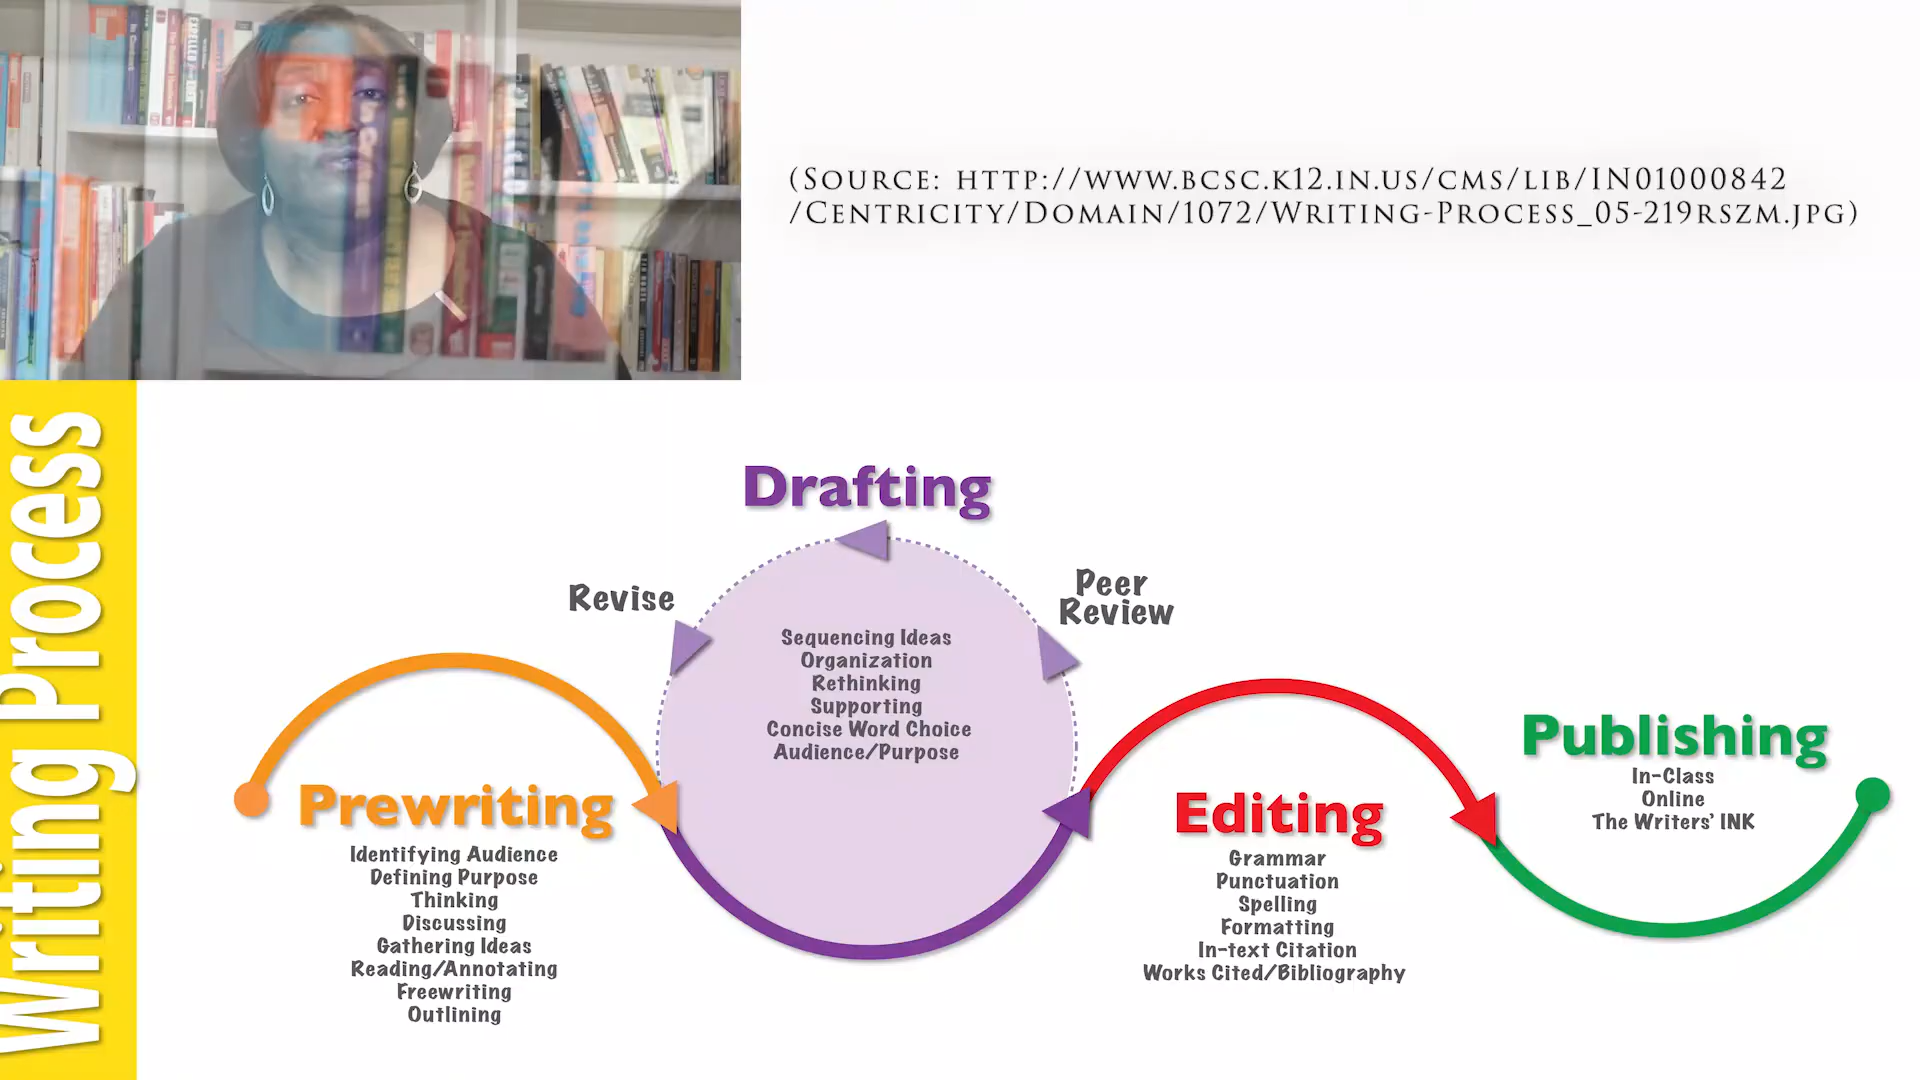 (Source: http://www.bcsc.k12.in.us/cms/lib/IN01000842
/Centricity/Domain/1072/Writing-Process_05-219rszm.jpg)
Writing Process
Drafting
Revise
Peer
Review
Sequencing Ideas
Organization
Rethinking
Supporting
Concise Word Choice
Audience/Purpose
Prewriting
Identifying Audience
Defining Purpose
Thinking
Discussing
Gathering Ideas
Reading/Annotating
Freewriting
Outlining
Editing
Grammar
Punctuation
Spelling
Formatting
In-text Citation
Works Cited/Bibliography
Publishing
In-Class
Online
The Writers' INK